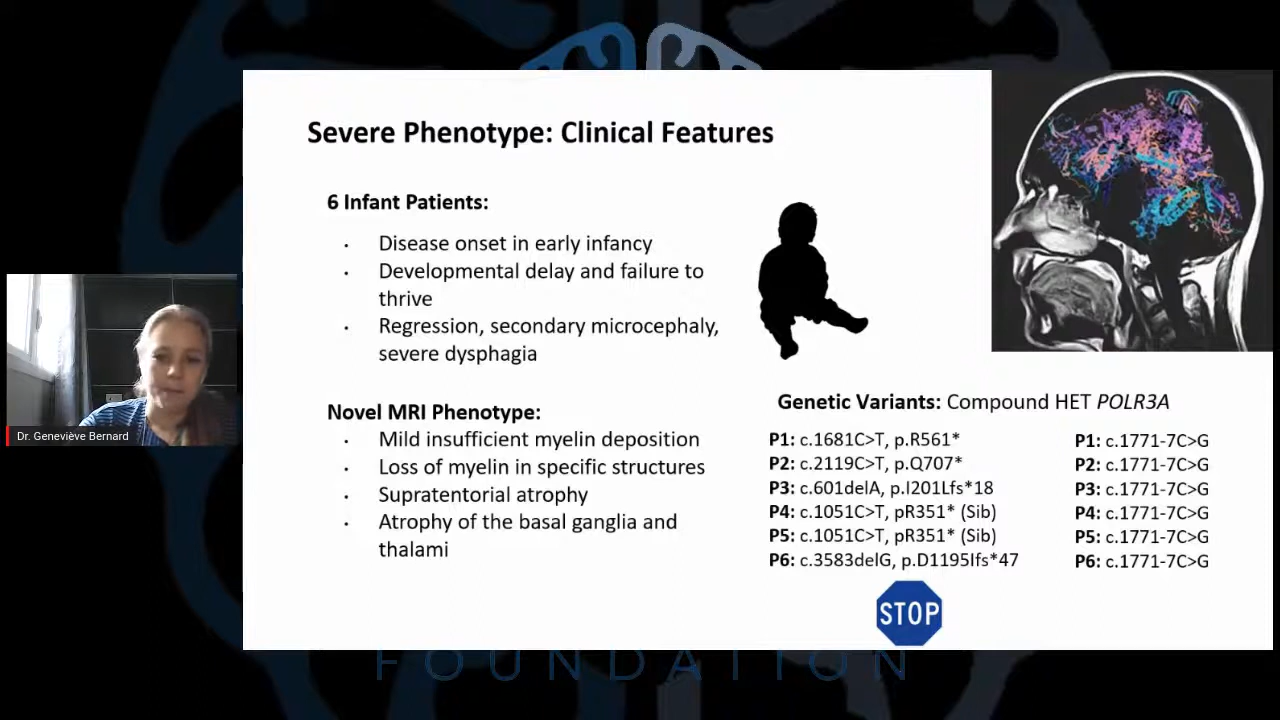 Severe Phenotype: Clinical Features
6 Infant Patients:
· Disease onset in early infancy
· Developmental delay and failure to
thrive
· Regression, secondary microcephaly,
severe dysphagia
Novel MRI Phenotype:
· Mild insufficient myelin deposition
· Loss of myelin in specific structures
· Supratentorial atrophy
· Atrophy of the basal ganglia and
thalami
Genetic Variants: Compound HET POLR3A
P1: c.1681C>T, p.R561*
P2: c.2119C>T, p.Q707*
P3: c.601delA, p.I201Lfs*18
P4: c.1051C>T, pR351* (Sib)
P5: c.1051C>T, pR351* (Sib)
P6: c.3583delG, p.D1195Ifs*47
P1: c.1771-7C>G
P2: c.1771-7C>G
P3: c.1771-7C>G
P4: c.1771-7C>G
P5: c.1771-7C>G
P6: c.1771-7C>G
STOP
Dr. Geneviève Bernard
FOUNDATION